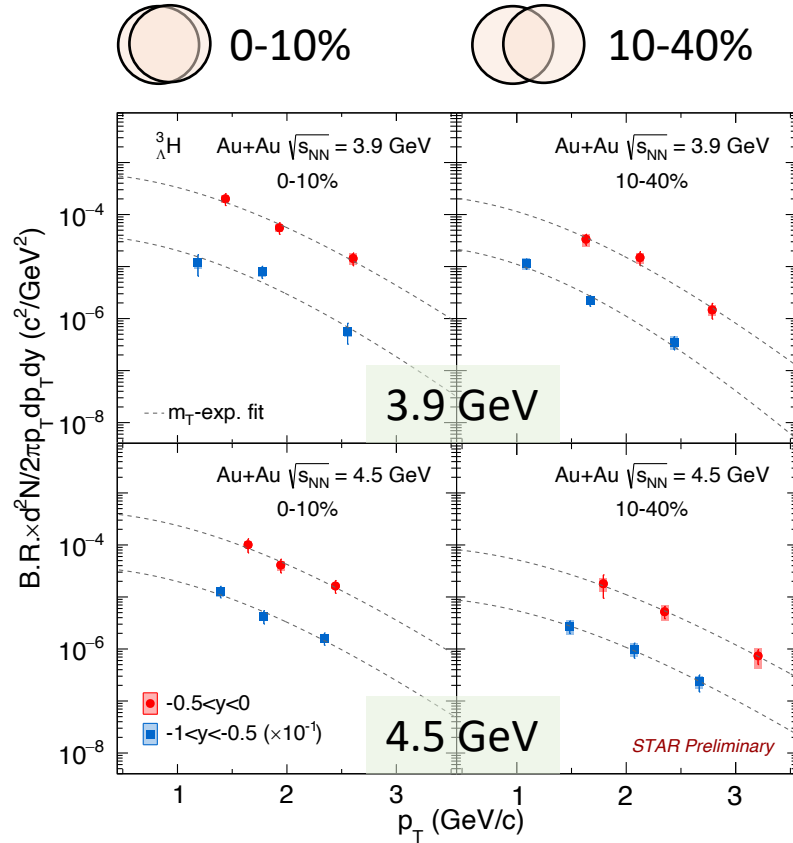 0-10%
10-40%
³ΛH
Au+Au √sNN = 3.9 GeV
0-10%
Au+Au √sNN = 3.9 GeV
10-40%
10⁻⁴
10⁻⁶
10⁻⁸
m_T-exp. fit
3.9 GeV
B.R.×d²N/2πp_Tdp_Tdy (c²/GeV²)
Au+Au √sNN = 4.5 GeV
0-10%
Au+Au √sNN = 4.5 GeV
10-40%
10⁻⁴
10⁻⁶
10⁻⁸
-0.5<y<0
-1<y<-0.5 (×10⁻¹)
4.5 GeV
STAR Preliminary
1 2 3
1 2 3
p_T (GeV/c)